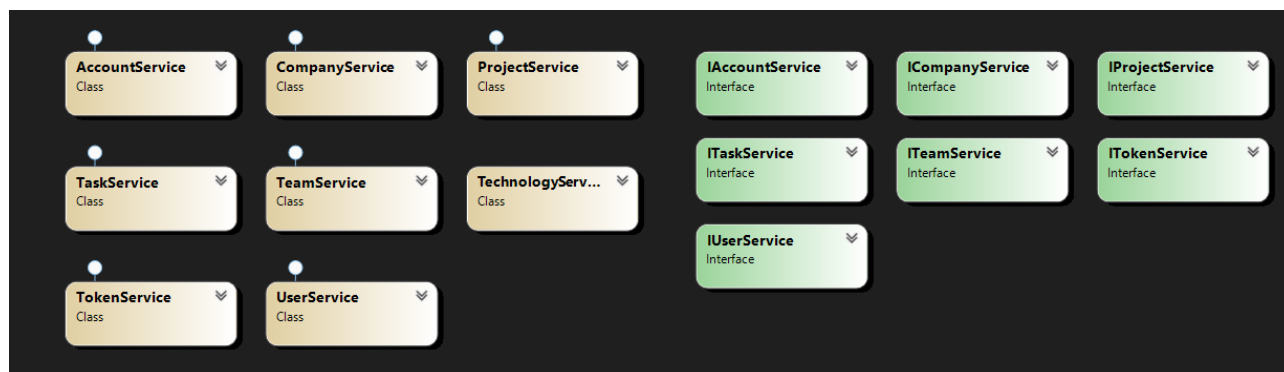 AccountService
Class
CompanyService
Class
ProjectService
Class
IAccountService
Interface
ICompanyService
Interface
IProjectService
Interface
TaskService
Class
TeamService
Class
TechnologyServ...
Class
ITaskService
Interface
ITeamService
Interface
ITokenService
Interface
IUserService
Interface
TokenService
Class
UserService
Class